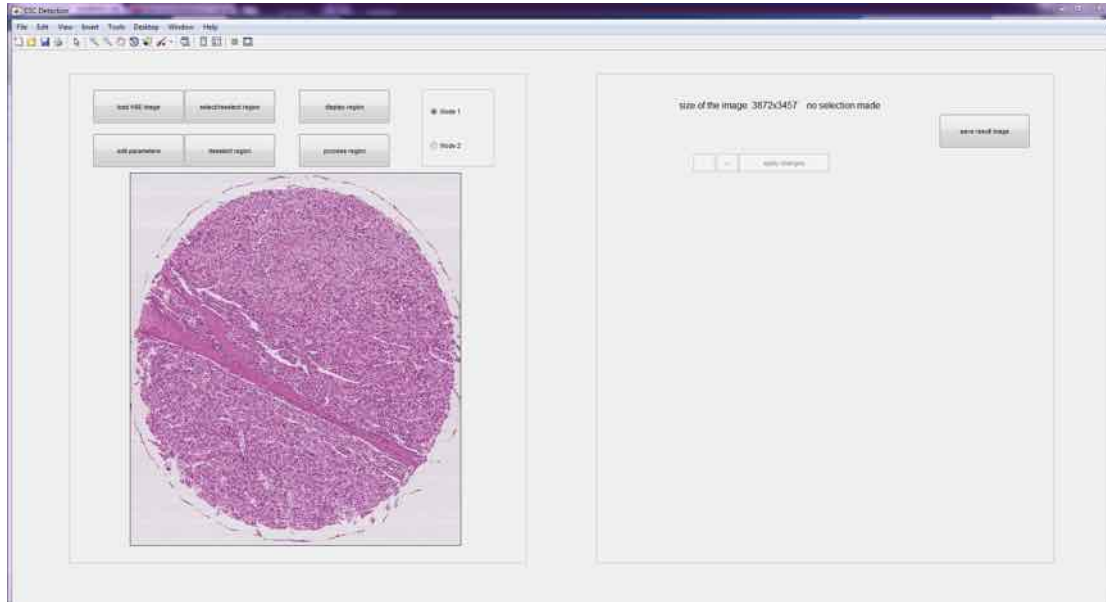 ESC Detection
File Edit View Insert Tools Desktop Window Help
load H&E image select/reselect region display region
Mode 1
edit parameters deselect region process region
Mode 2
size of the image 3872x3457 no selection made
save result image
apply changes